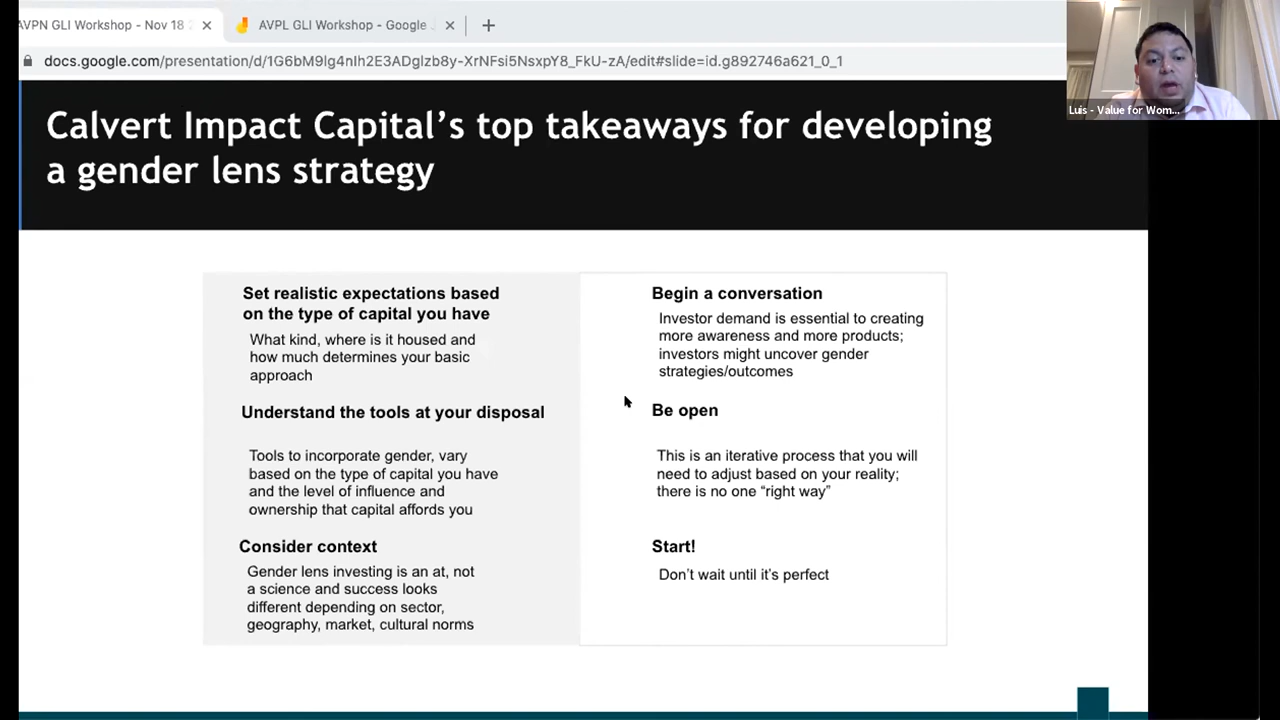 AVPN GLI Workshop - Nov 18
AVPL GLI Workshop - Google
docs.google.com/presentation/d/1G6bM9lg4nIh2E3ADglzb8y-XrNFsi5NsxpY8_FkU-zA/edit#slide=id.g892746a621_0_1
Luis - Value for Wom...
Calvert Impact Capital’s top takeaways for developing
a gender lens strategy
Set realistic expectations based
on the type of capital you have
What kind, where is it housed and
how much determines your basic
approach
Understand the tools at your disposal
Tools to incorporate gender, vary
based on the type of capital you have
and the level of influence and
ownership that capital affords you
Consider context
Gender lens investing is an at, not
a science and success looks
different depending on sector,
geography, market, cultural norms
Begin a conversation
Investor demand is essential to creating
more awareness and more products;
investors might uncover gender
strategies/outcomes
Be open
This is an iterative process that you will
need to adjust based on your reality;
there is no one “right way”
Start!
Don’t wait until it’s perfect